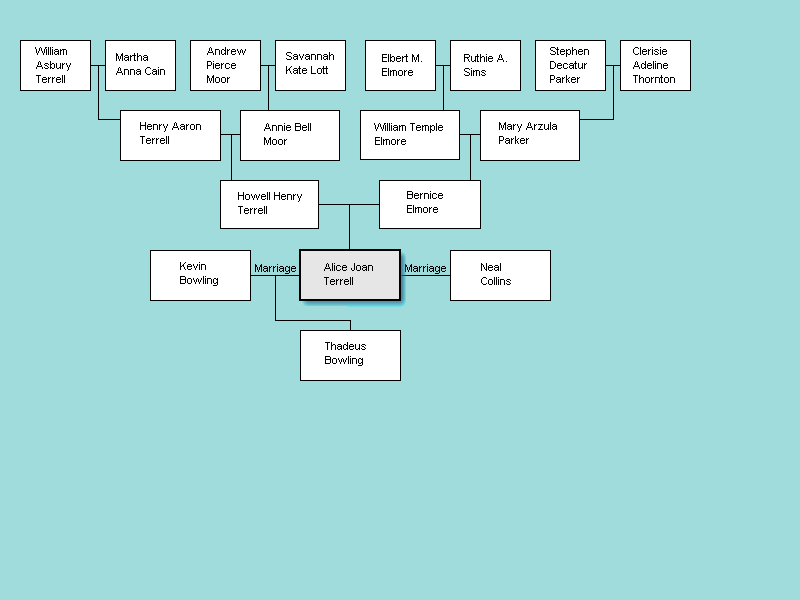 William
Asbury
Terrell
Martha
Anna Cain
Andrew
Pierce
Moor
Savannah
Kate Lott
Elbert M.
Elmore
Ruthie A.
Sims
Stephen
Decatur
Parker
Clerisie
Adeline
Thornton
Henry Aaron
Terrell
Annie Bell
Moor
William Temple
Elmore
Mary Arzula
Parker
Howell Henry
Terrell
Bernice
Elmore
Kevin
Bowling
Marriage
Alice Joan
Terrell
Marriage
Neal
Collins
Thadeus
Bowling